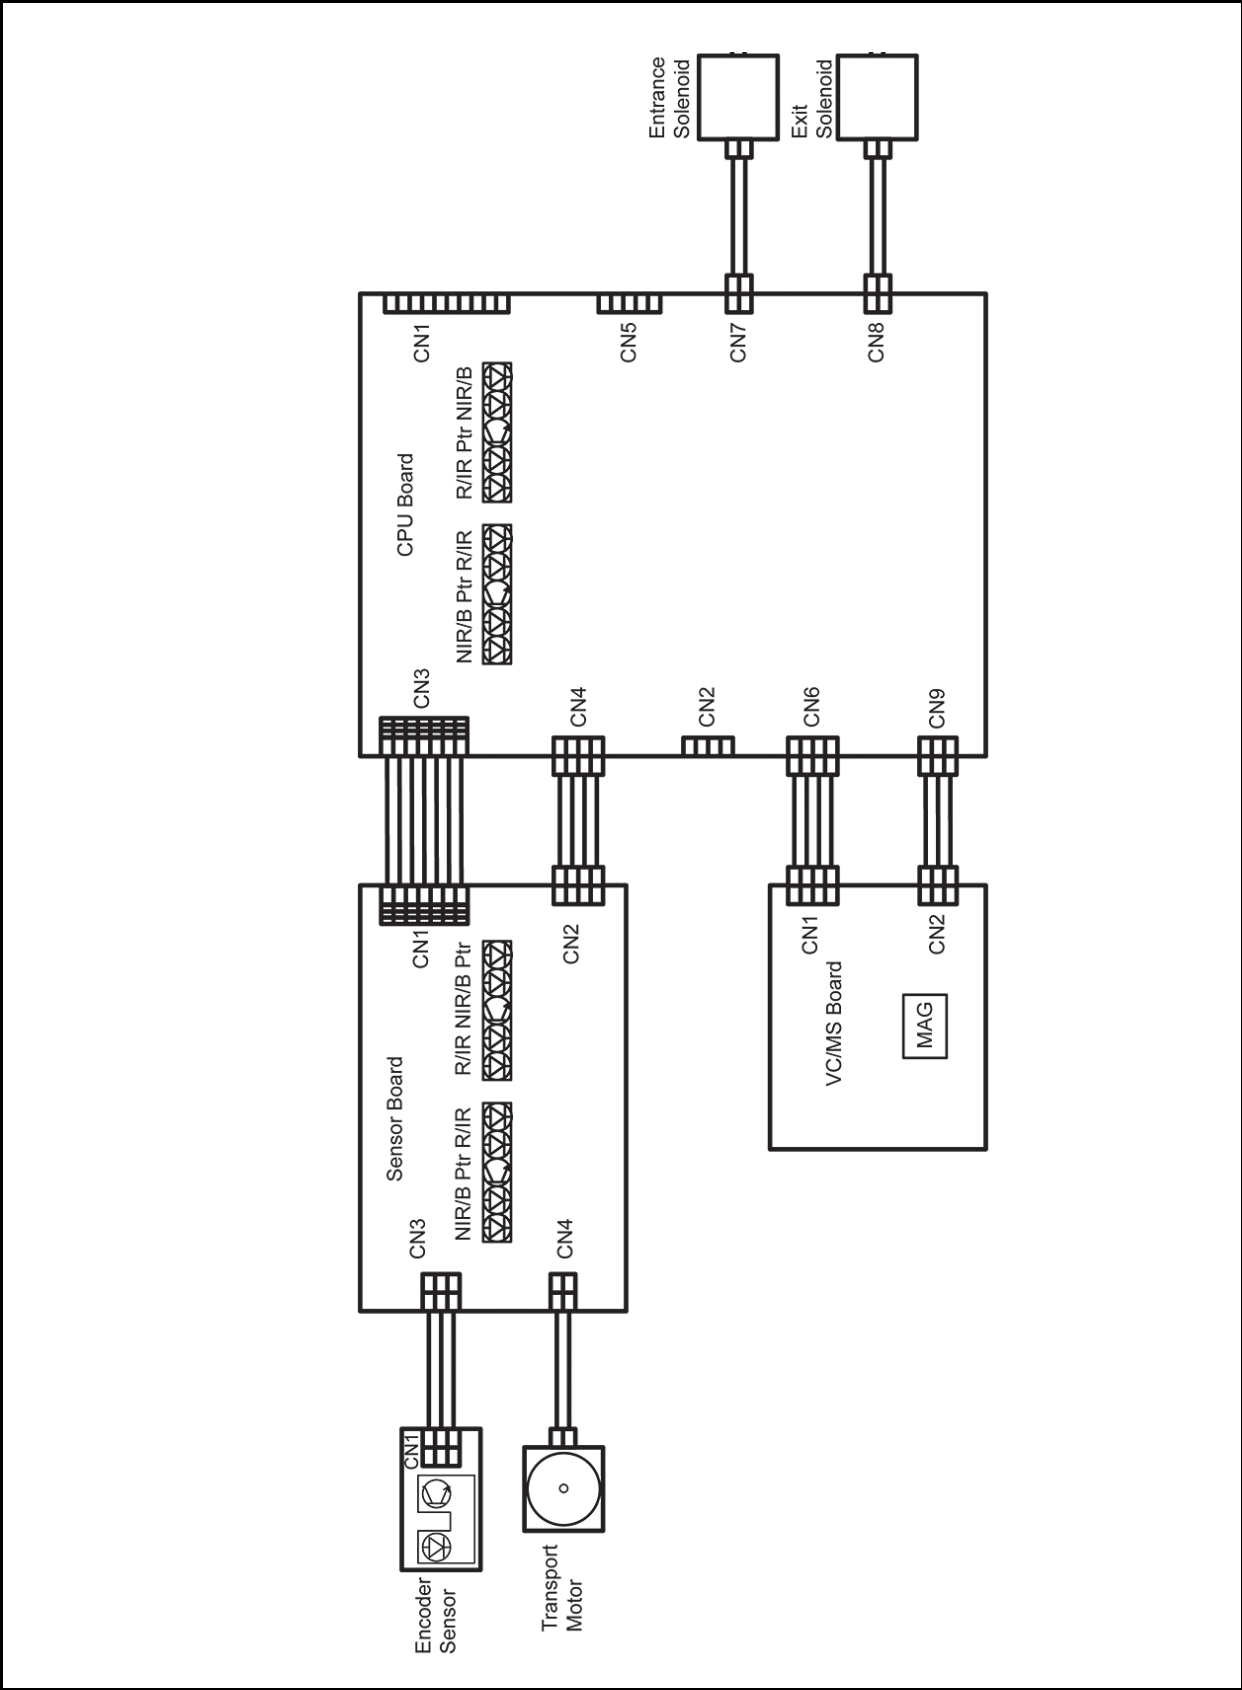 Entrance
Solenoid
Exit
Solenoid
CN1
CN5
CN7
CN8
CPU Board
R/IR Ptr NIR/B
NIR/B Ptr R/IR
CN3
CN4
CN2
CN6
CN9
CN1
CN2
CN1
CN2
Sensor Board
R/IR NIR/B Ptr
NIR/B Ptr R/IR
VC/MS Board
MAG
CN3
CN4
CN1
Encoder
Sensor
Transport
Motor